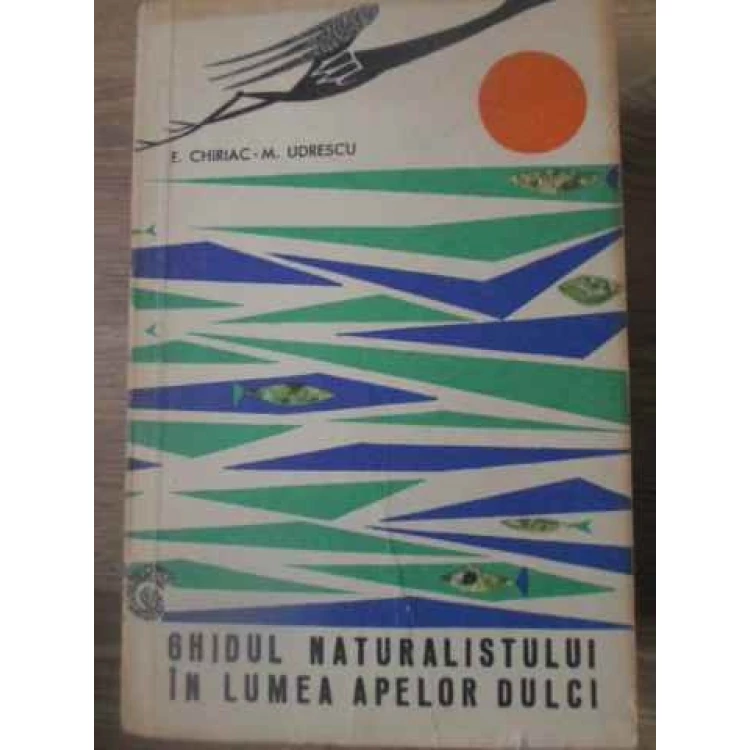 E. CHIRIAC - M. UDRESCU
GHIDUL NATURALISTULUI
ÎN LUMEA APELOR DULCI